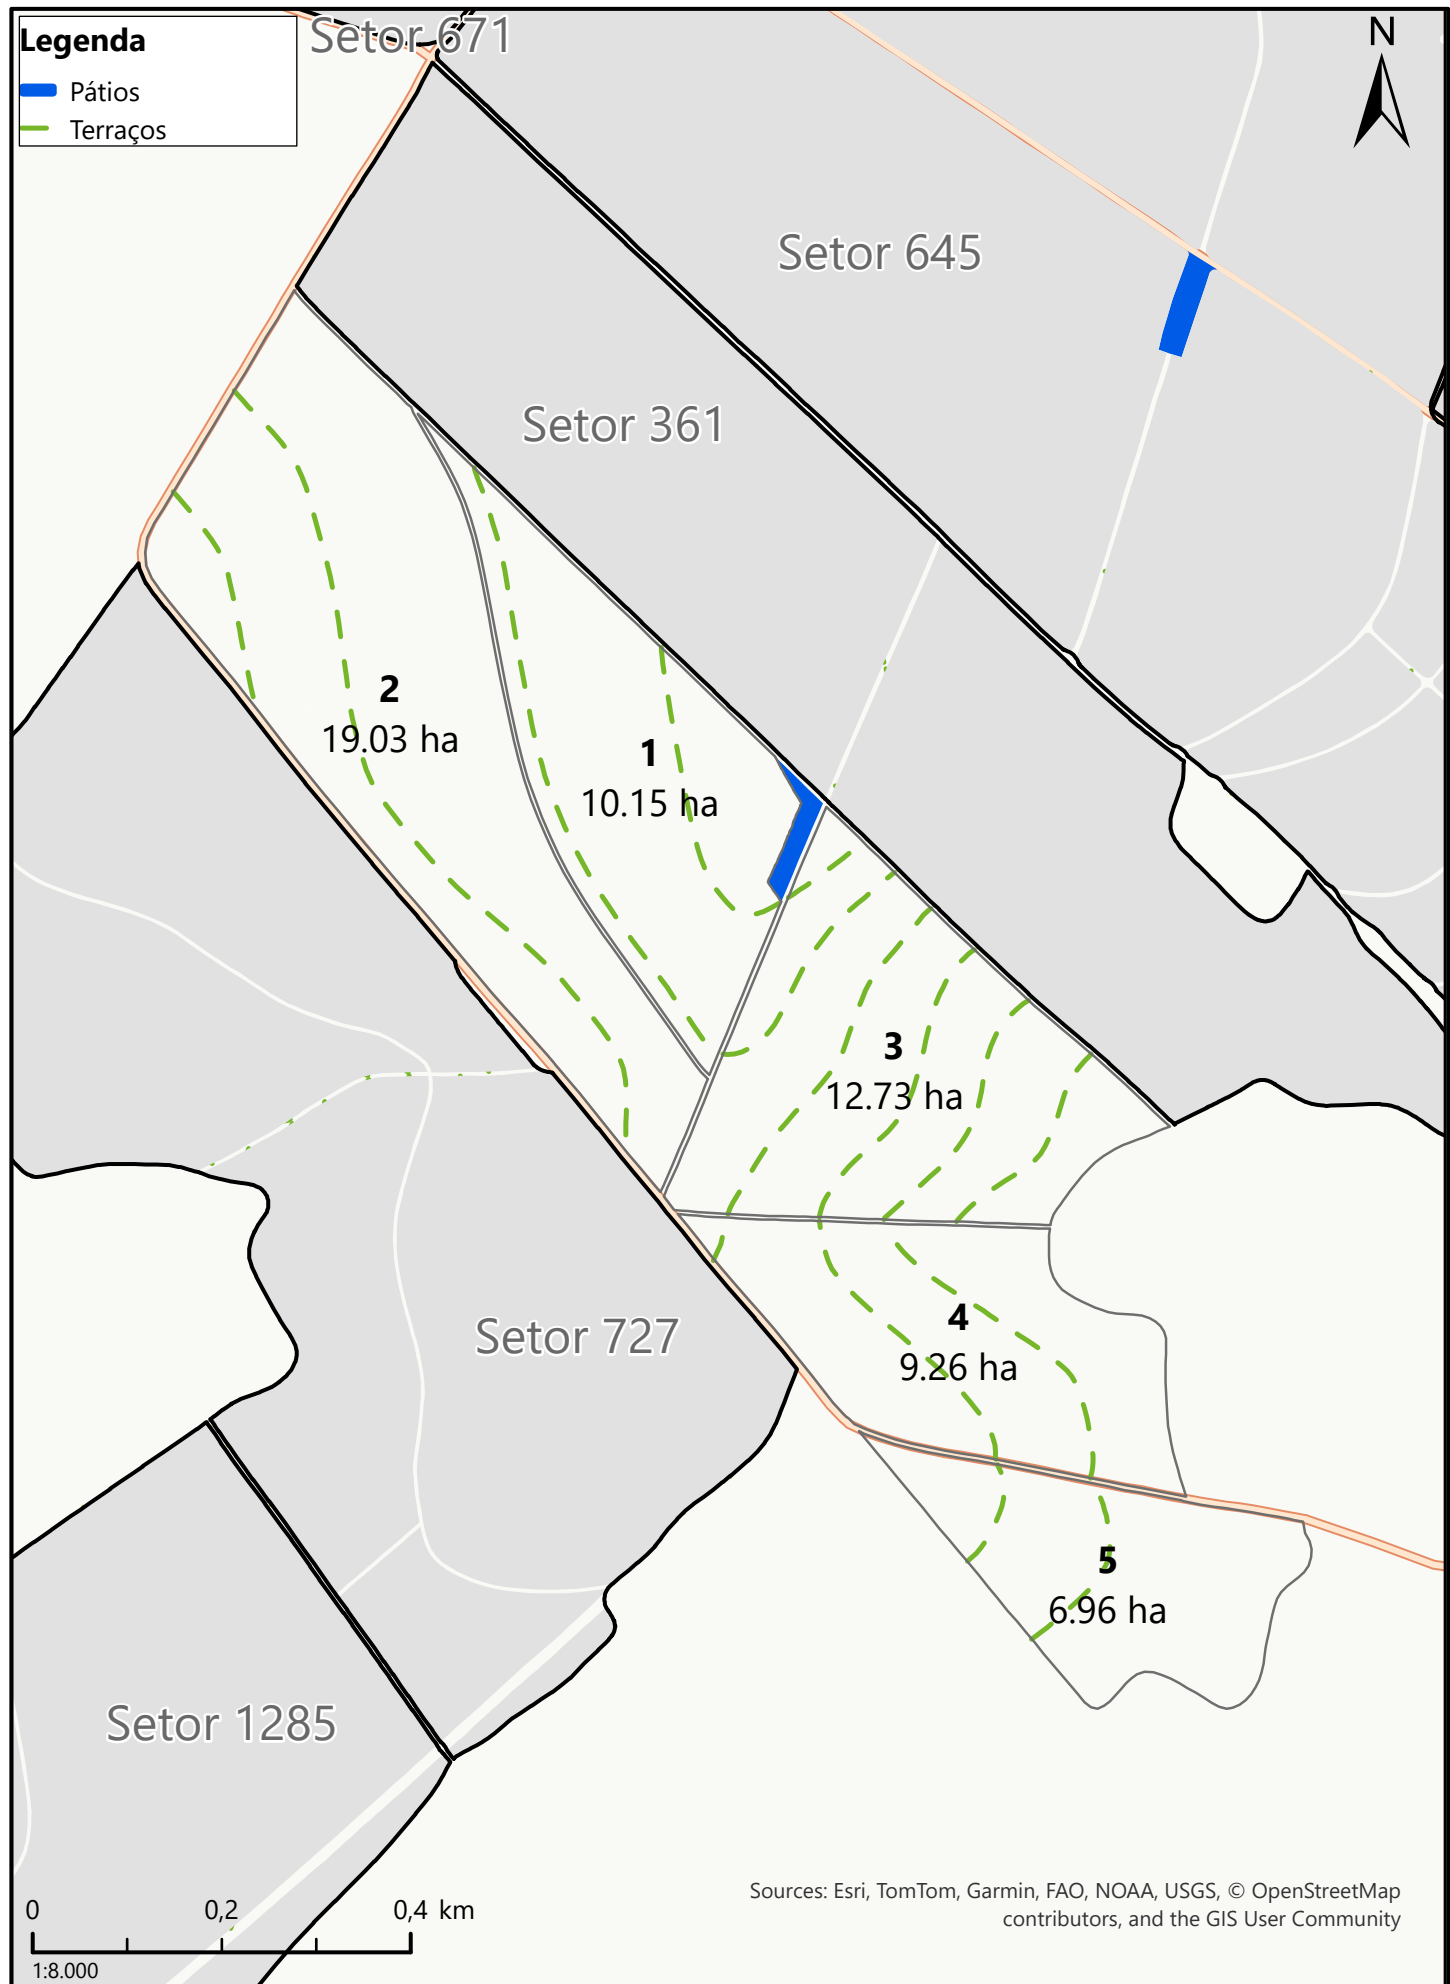 Legenda
Pátios
Terraços
Setor 671
N
Setor 645
Setor 361
2
19.03 ha
1
10.15 ha
3
12.73 ha
4
9.26 ha
Setor 727
5
6.96 ha
Setor 1285
Sources: Esri, TomTom, Garmin, FAO, NOAA, USGS, © OpenStreetMap
contributors, and the GIS User Community
0 0,2 0,4 km
1:8.000